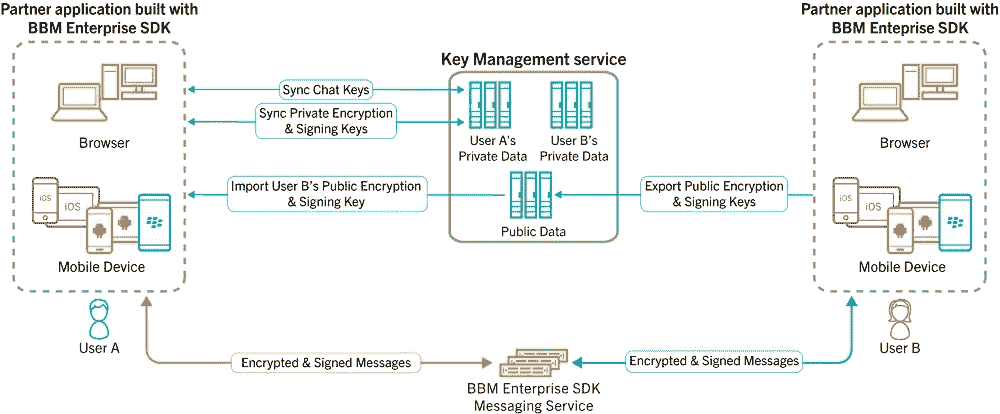 Partner application built with
BBM Enterprise SDK
Browser
iOS
iOS
Mobile Device
User A
Sync Chat Keys
Sync Private Encryption
& Signing Keys
Import User B's Public Encryption
& Signing Key
Key Management service
User A's
Private Data
User B's
Private Data
Public Data
Export Public Encryption
& Signing Keys
Partner application built with
BBM Enteprise SDK
Browser
iOS
iOS
Mobile Device
User B
Encrypted & Signed Messages
BBM Enterprise SDK
Messaging Service
Encrypted & Signed Messages